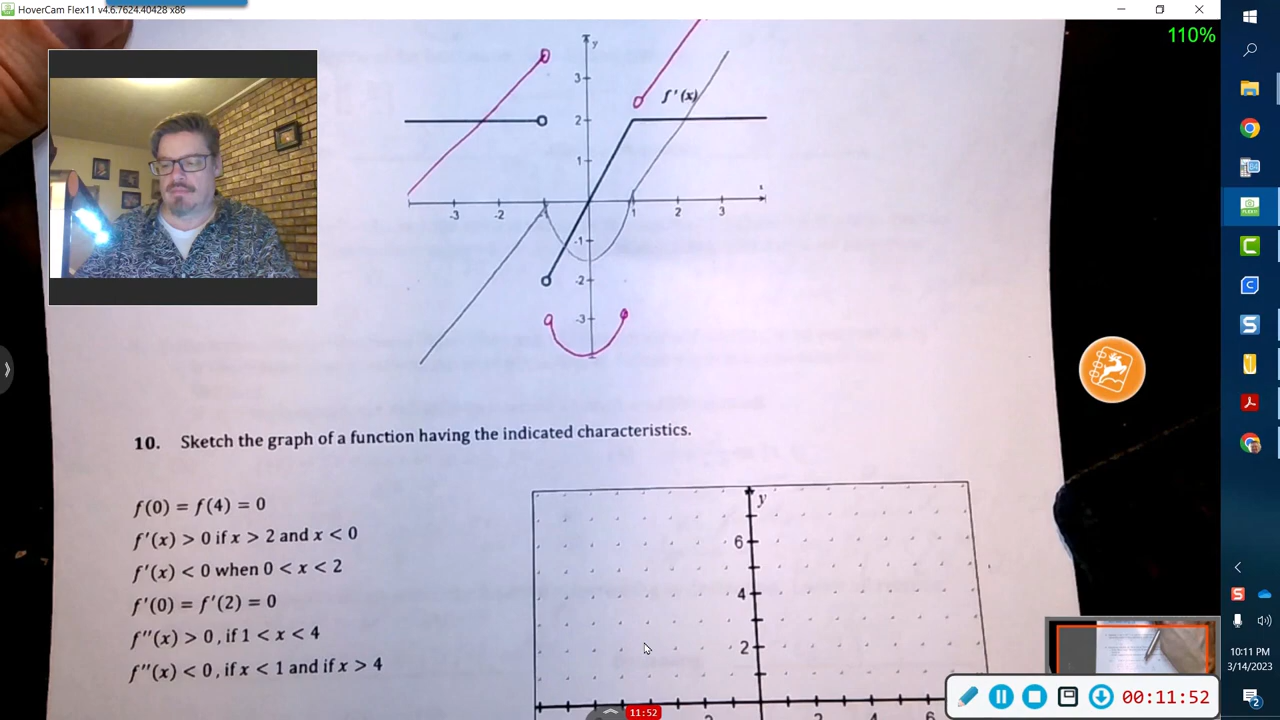 HoverCam Flex11 v4.6.7624.40428 x86
110%
y
3
f'(x)
2
1
-3 -2 1 2 3
-1
-2
-3
10. Sketch the graph of a function having the indicated characteristics.
f(0) = f(4) = 0
f'(x) > 0 if x > 2 and x < 0
f'(x) < 0 when 0 < x < 2
f'(0) = f'(2) = 0
f''(x) > 0 , if 1 < x < 4
f''(x) < 0 , if x < 1 and if x > 4
y
6
4
2
10:11 PM
3/14/2023
00:11:52
11:52